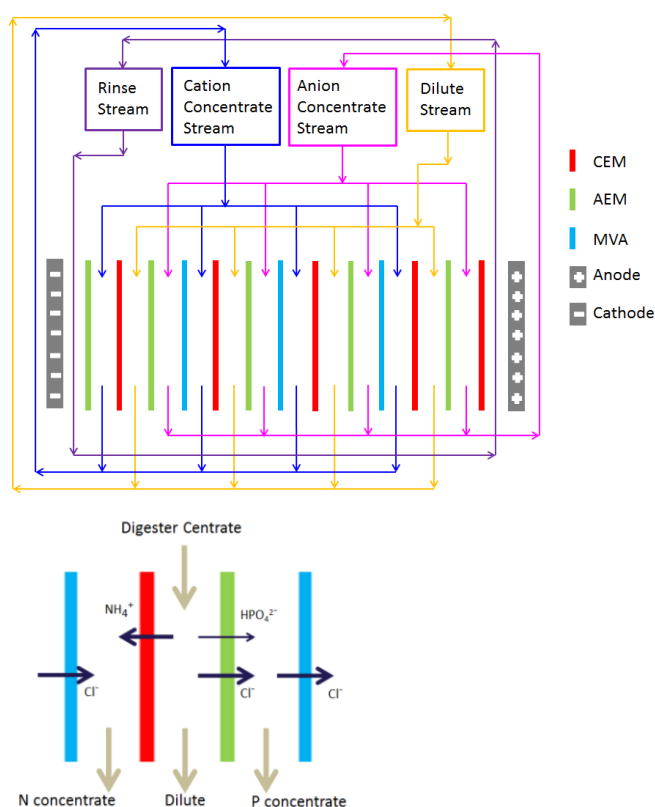 Rinse
Stream
Cation
Concentrate
Stream
Anion
Concentrate
Stream
Dilute
Stream
CEM
AEM
MVA
Anode
Cathode
Digester Centrate
NH₄⁺
HPO₄²⁻
Cl⁻
Cl⁻
Cl⁻
N concentrate
Dilute
P concentrate